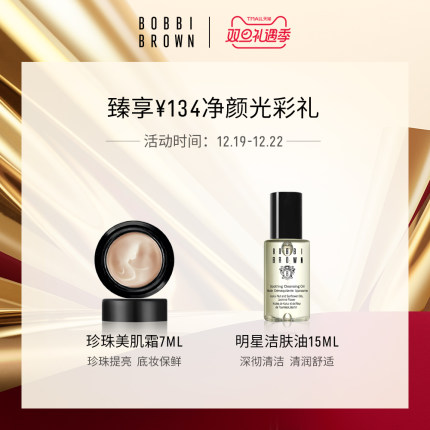 BOBBI
BROWN
TMALL天猫
双旦礼遇季
臻享¥134净颜光彩礼
活动时间：12.19-12.22
BOBBI
BROWN
Soothing Cleansing Oil
珍珠美肌霜7ML
明星洁肤油15ML
珍珠提亮 底妆保鲜
深彻清洁 清润舒适